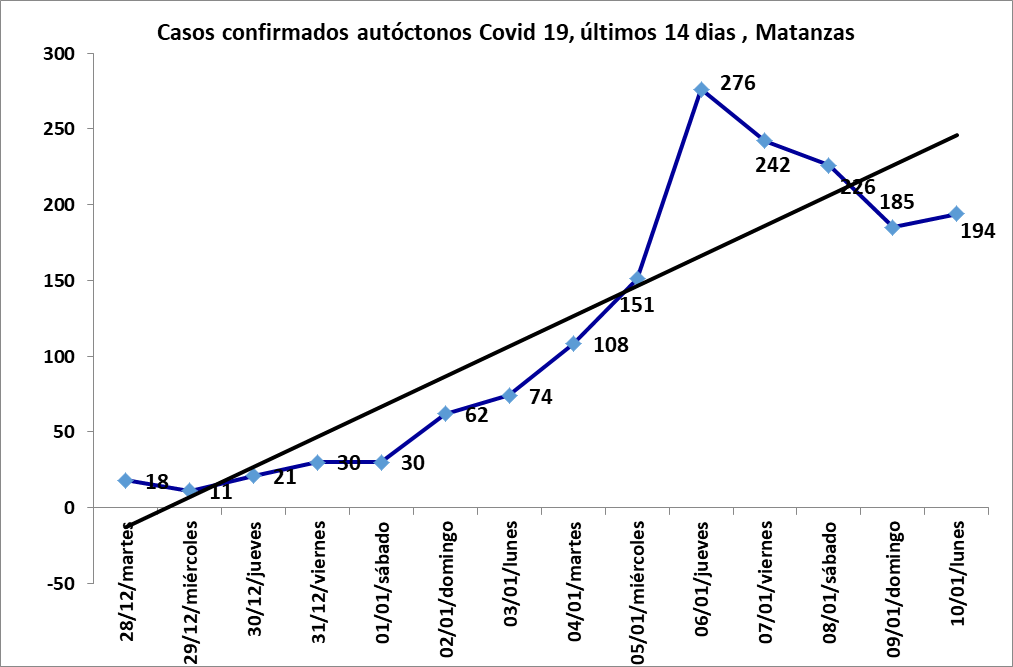 Casos confirmados autóctonos Covid 19, últimos 14 dias , Matanzas
300
250
200
150
100
50
0
-50
18
11
21
30
30
62
74
108
151
276
242
226
185
194
28/12/martes
29/12/miércoles
30/12/jueves
31/12/viernes
01/01/sábado
02/01/domingo
03/01/lunes
04/01/martes
05/01/miércoles
06/01/jueves
07/01/viernes
08/01/sábado
09/01/domingo
10/01/lunes